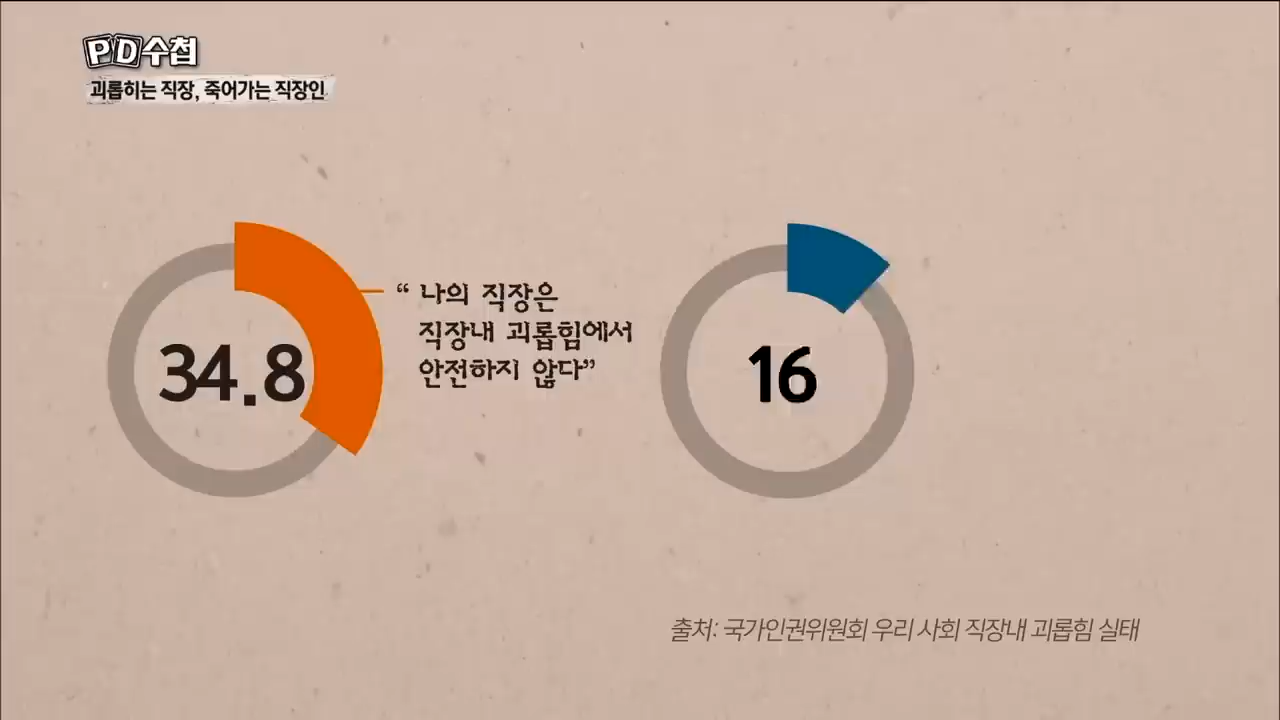 PD수첩
괴롭히는 직장, 죽어가는 직장인
34.8
“ 나의 직장은
직장내 괴롭힘에서
안전하지 않다”
16
출처: 국가인권위원회 우리 사회 직장내 괴롭힘 실태